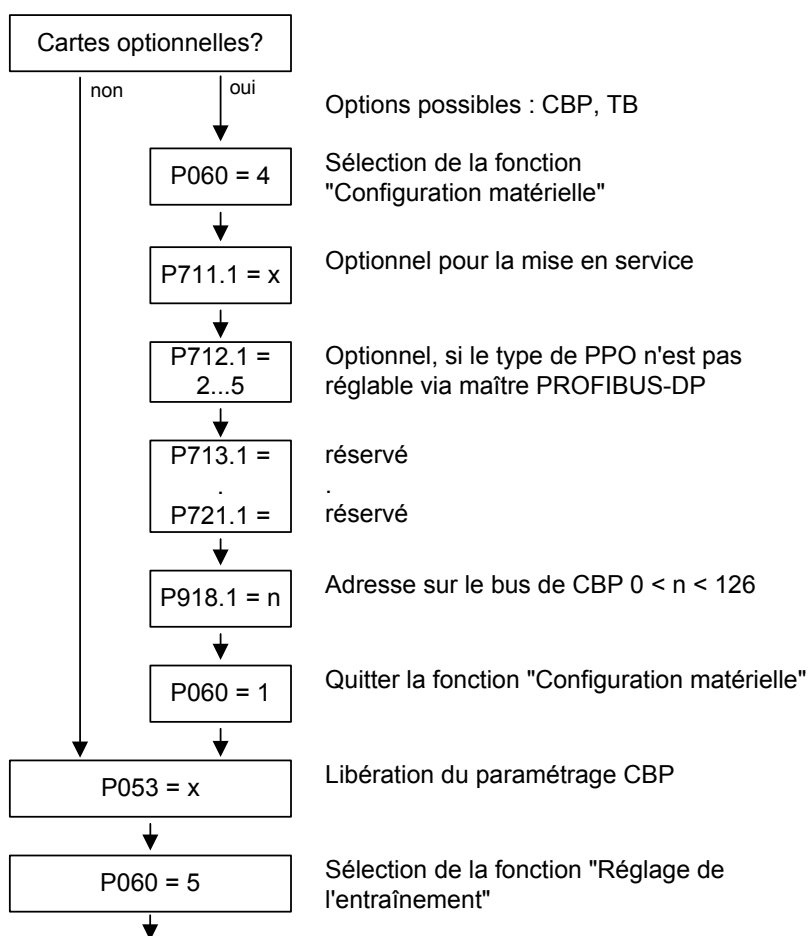 Cartes optionnelles?
non
oui
Options possibles : CBP, TB
P060 = 4
Sélection de la fonction
"Configuration matérielle"
P711.1 = x
Optionnel pour la mise en service
P712.1 =
2...5
Optionnel, si le type de PPO n'est pas
réglable via maître PROFIBUS-DP
P713.1 =
.
P721.1 =
réservé
.
réservé
P918.1 = n
Adresse sur le bus de CBP 0 < n < 126
P060 = 1
Quitter la fonction "Configuration matérielle"
P053 = x
Libération du paramétrage CBP
P060 = 5
Sélection de la fonction "Réglage de
l'entraînement"